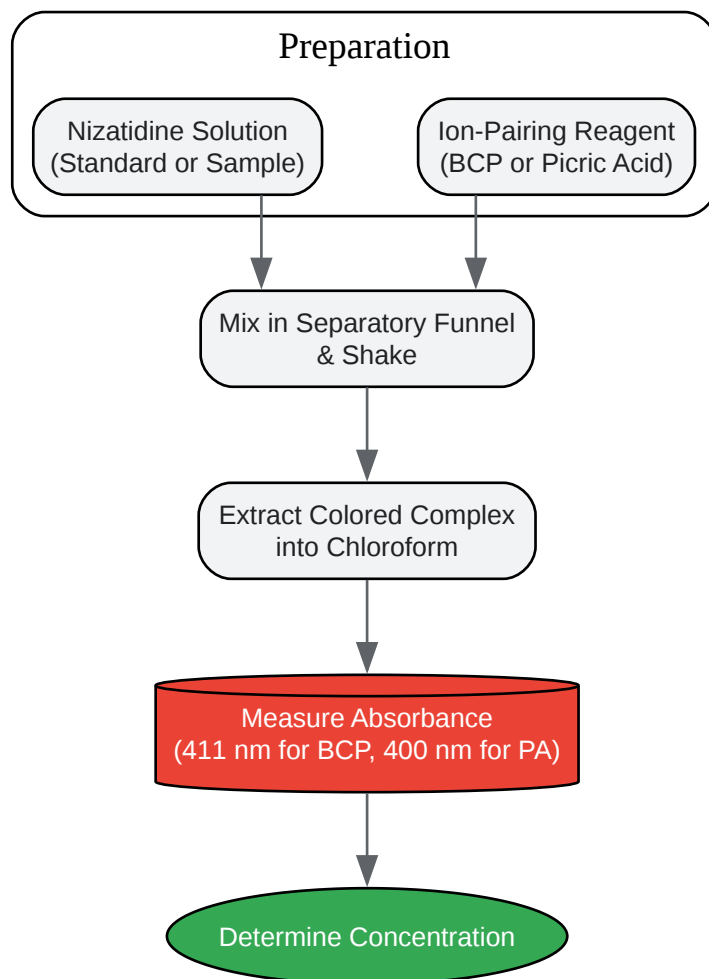 Preparation
Nizatidine Solution
(Standard or Sample)
Ion-Pairing Reagent
(BCP or Picric Acid)
Mix in Separatory Funnel
& Shake
Extract Colored Complex
into Chloroform
Measure Absorbance
(411 nm for BCP, 400 nm for PA)
Determine Concentration